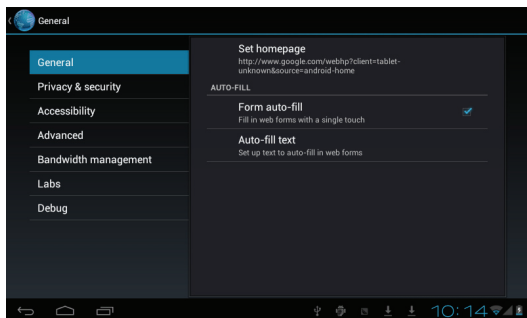 General
General
Privacy & security
Accessibility
Advanced
Bandwidth management
Labs
Debug
Set homepage
http://www.google.com/webhp?client=tablet-
unknown&source=android-home
AUTO-FILL
Form auto-fill
Fill in web forms with a single touch
Auto-fill text
Set up text to auto-fill in web forms
10:14